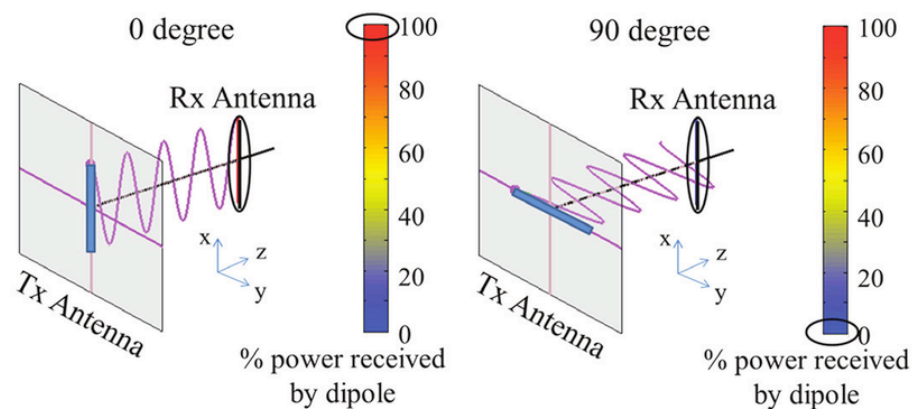 0 degree
100
80
60
40
20
0
Rx Antenna
x
z
y
Tx Antenna
% power received
by dipole
90 degree
100
80
60
40
20
0
Rx Antenna
x
z
y
Tx Antenna
% power received
by dipole